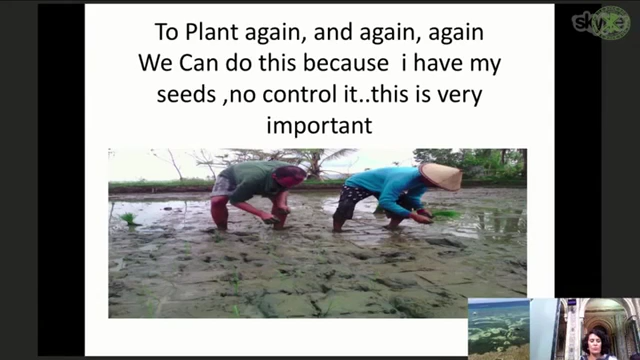 To Plant again, and again, again
We Can do this because i have my
seeds ,no control it..this is very
important
skype